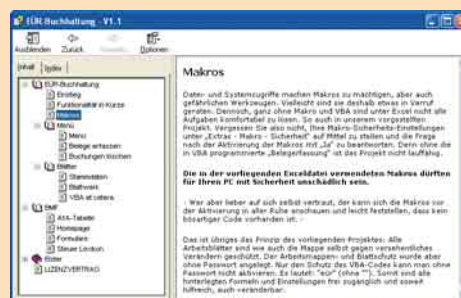 EÜR-Buchhaltung - V1.1
Ausblenden Zurück Optionen
Inhalt Index
EÜR-Buchhaltung
Einstieg
Funktionalität in Kürze
Makros
Menü
Menü
Belege erfassen
Buchungen löschen
Blätter
Stammdaten
Blattwerk
VBA et cetera
BMF
AfA-Tabelle
Homepage
Formulare
Steuer Lexikon
Elster
LIZENZVERTRAG
Makros
Daten- und Systemzugriffe machen Makros zu mächtigen, aber auch
gefährlichen Werkzeugen. Vielleicht sind sie deshalb etwas in Verruf
geraten. Dennoch, ganz ohne Makro und VBA sind unter Excel nicht alle
Aufgaben komfortabel zu lösen. So auch in unserem vorgestellten
Projekt. Vergessen Sie also nicht, Ihre Makro-Sicherheits-Einstellungen
unter „Extras - Makro - Sicherheit" auf Mittel zu stellen und die Frage
nach der Aktivierung der Makros mit „Ja" zu beantworten. Denn ohne die
in VBA programmierte „Belegerfassung" ist das Projekt nicht lauffähig.
Die in der vorliegenden Exceldatei verwendeten Makros dürften
für Ihren PC mit Sicherheit unschädlich sein.
- Wer aber lieber auf sich selbst vertraut, der kann sich die Makros vor
der Aktivierung in aller Ruhe anschauen und leicht feststellen, dass kein
bösartiger Code vorhanden ist. -
Das ist übrigens das Prinzip des vorliegenden Projektes: Alle
Arbeitsblätter sind wie auch die Mappe selbst gegen versehentliches
Verändern geschützt. Der Arbeitsmappen- und Blattschutz wurde aber
ohne Passwort angelegt. Nur den Schutz des VBA-Codes kann man ohne
Passwort nicht aktivieren. Es lautet: "eür" (ohne ""). Somit sind alle
hinterlegten Formeln und Einstellungen frei zugänglich und soweit
hilfreich, auch veränderbar.